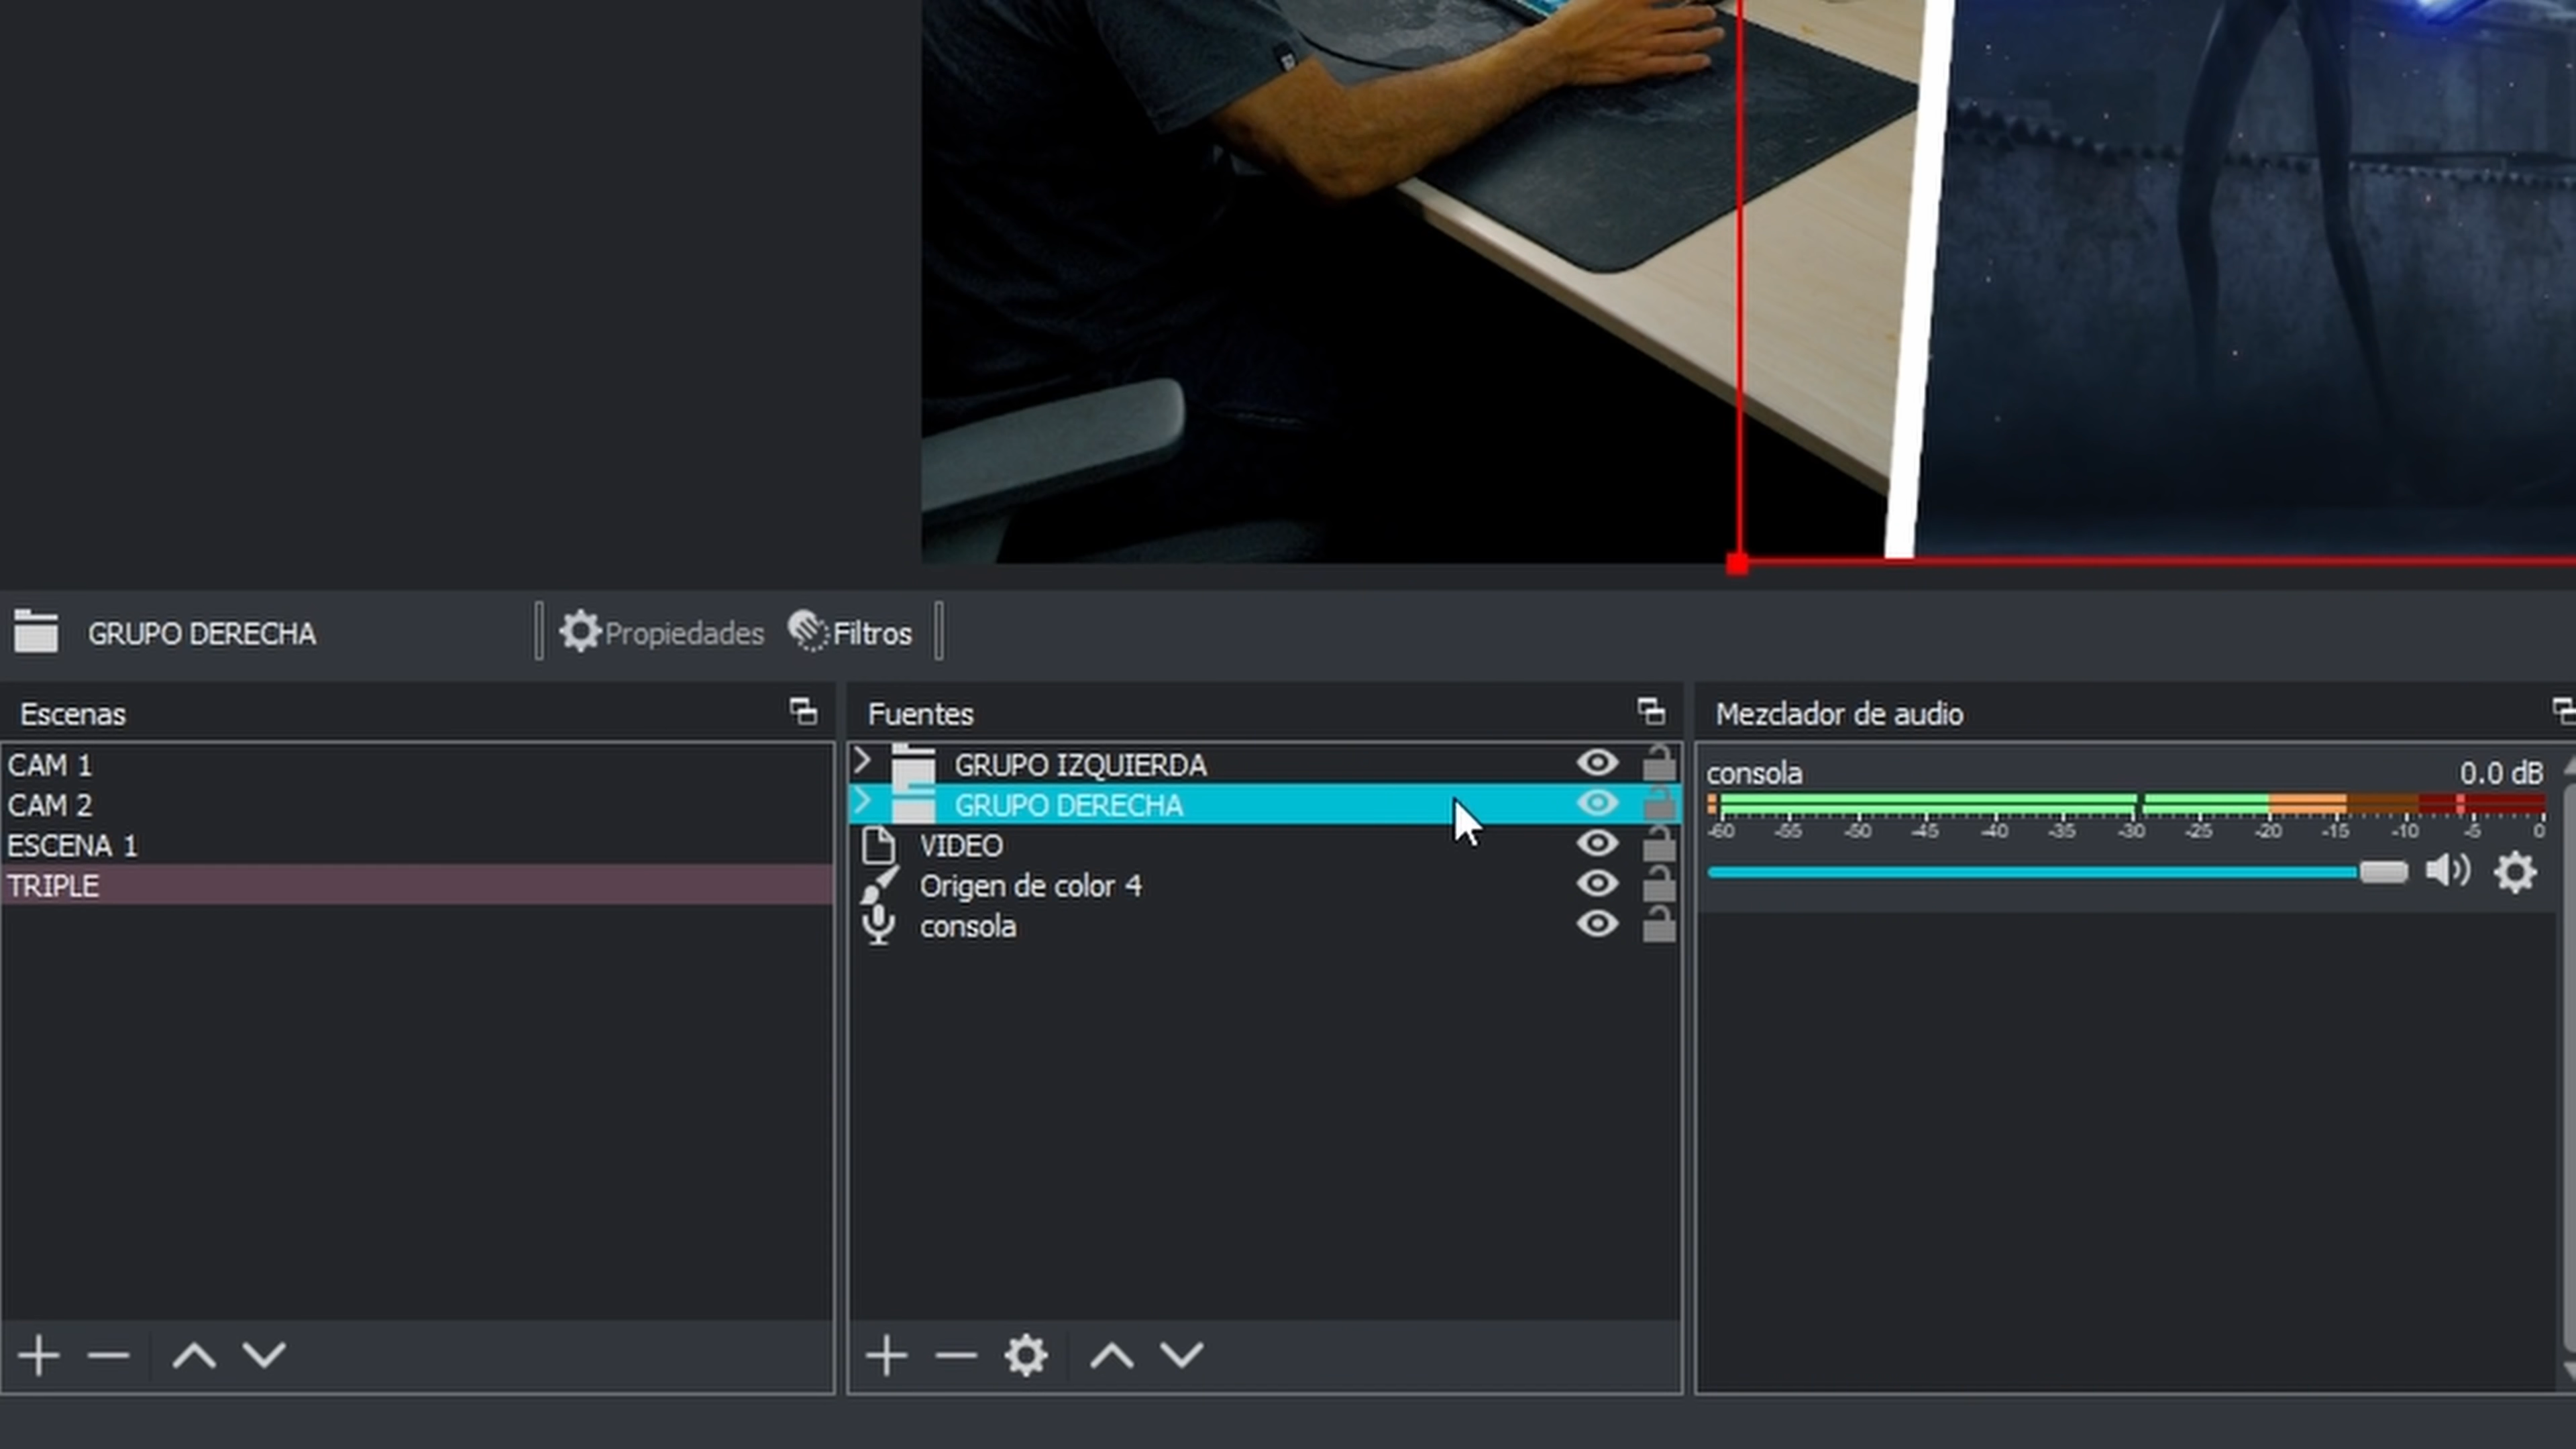 GRUPO DERECHA
Propiedades
Filtros
Escenas
CAM 1
CAM 2
ESCENA 1
TRIPLE
Fuentes
GRUPO IZQUIERDA
GRUPO DERECHA
VIDEO
Origen de color 4
consola
Mezclador de audio
consola 0.0 dB
-60 -55 -50 -45 -40 -35 -30 -25 -20 -15 -10 -5 0